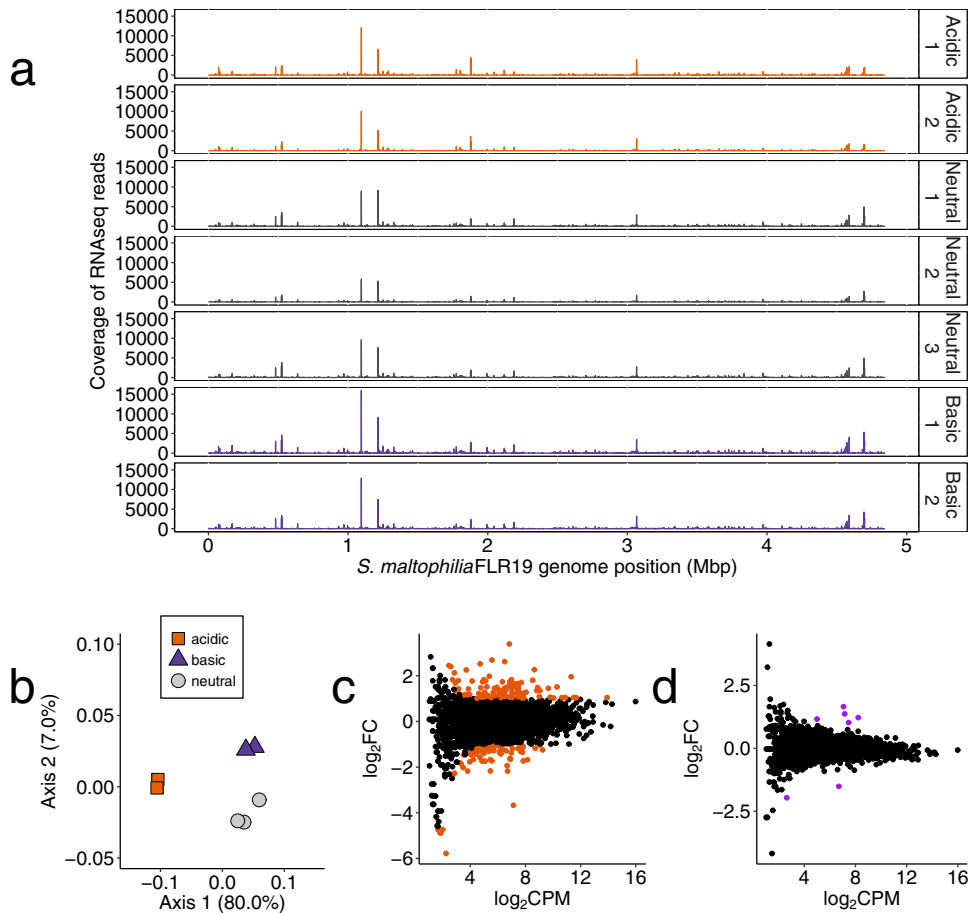 a
Coverage of RNAseq reads
15000
10000
5000
0
Acidic
1
15000
10000
5000
0
Acidic
2
15000
10000
5000
0
Neutral
1
15000
10000
5000
0
Neutral
2
15000
10000
5000
0
Neutral
3
15000
10000
5000
0
Basic
1
15000
10000
5000
0
Basic
2
0 1 2 3 4 5
S. maltophiliaFLR19 genome position (Mbp)
b
acidic
basic
neutral
Axis 2 (7.0%)
0.10
0.05
0.00
−0.05
−0.1 0.0 0.1
Axis 1 (80.0%)
c
log₂FC
2
0
−2
−4
−6
4 8 12 16
log₂CPM
d
log₂FC
2.5
0.0
−2.5
4 8 12 16
log₂CPM